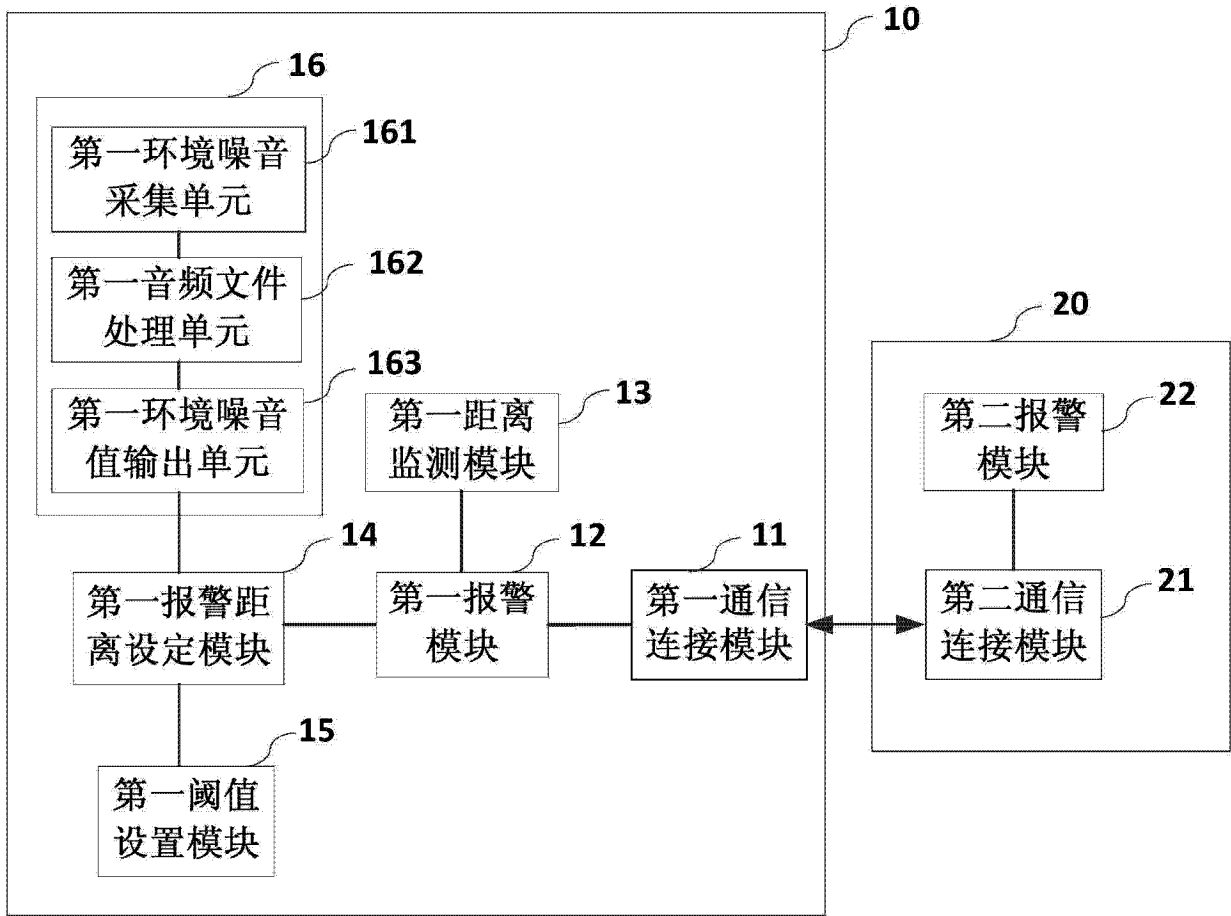 10
16
第一环境噪音
采集单元
161
第一音频文件
处理单元
162
第一环境噪音
值输出单元
163
第一距离
监测模块
13
20
第二报警
模块
22
第一报警距
离设定模块
14
第一报警
模块
12
第一通信
连接模块
11
第二通信
连接模块
21
第一阈值
设置模块
15